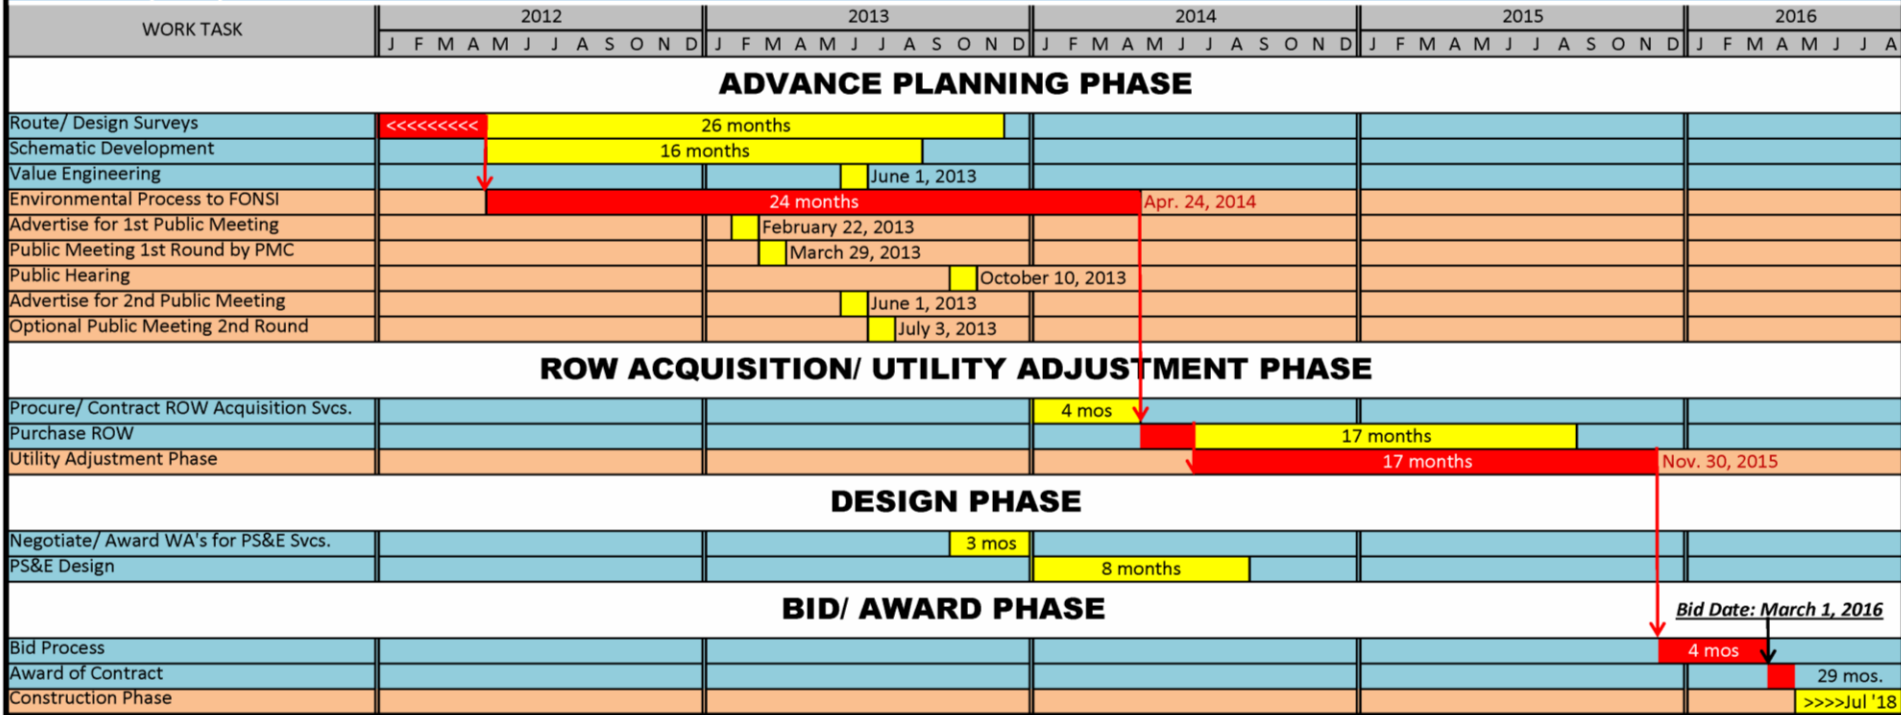 WORK TASK
2012 2013 2014 2015 2016
J F M A M J J A S O N D J F M A M J J A S O N D J F M A M J J A S O N D J F M A M J J A S O N D J F M A M J J A
ADVANCE PLANNING PHASE
Route/ Design Surveys <<<<<<<<< 26 months
Schematic Development 16 months
Value Engineering June 1, 2013
Environmental Process to FONSI 24 months Apr. 24, 2014
Advertise for 1st Public Meeting February 22, 2013
Public Meeting 1st Round by PMC March 29, 2013
Public Hearing October 10, 2013
Advertise for 2nd Public Meeting June 1, 2013
Optional Public Meeting 2nd Round July 3, 2013
ROW ACQUISITION/ UTILITY ADJUSTMENT PHASE
Procure/ Contract ROW Acquisition Svcs. 4 mos
Purchase ROW 17 months
Utility Adjustment Phase 17 months Nov. 30, 2015
DESIGN PHASE
Negotiate/ Award WA's for PS&E Svcs. 3 mos
PS&E Design 8 months
BID/ AWARD PHASE
Bid Date: March 1, 2016
Bid Process 4 mos
Award of Contract 29 mos.
Construction Phase >>>>Jul '18